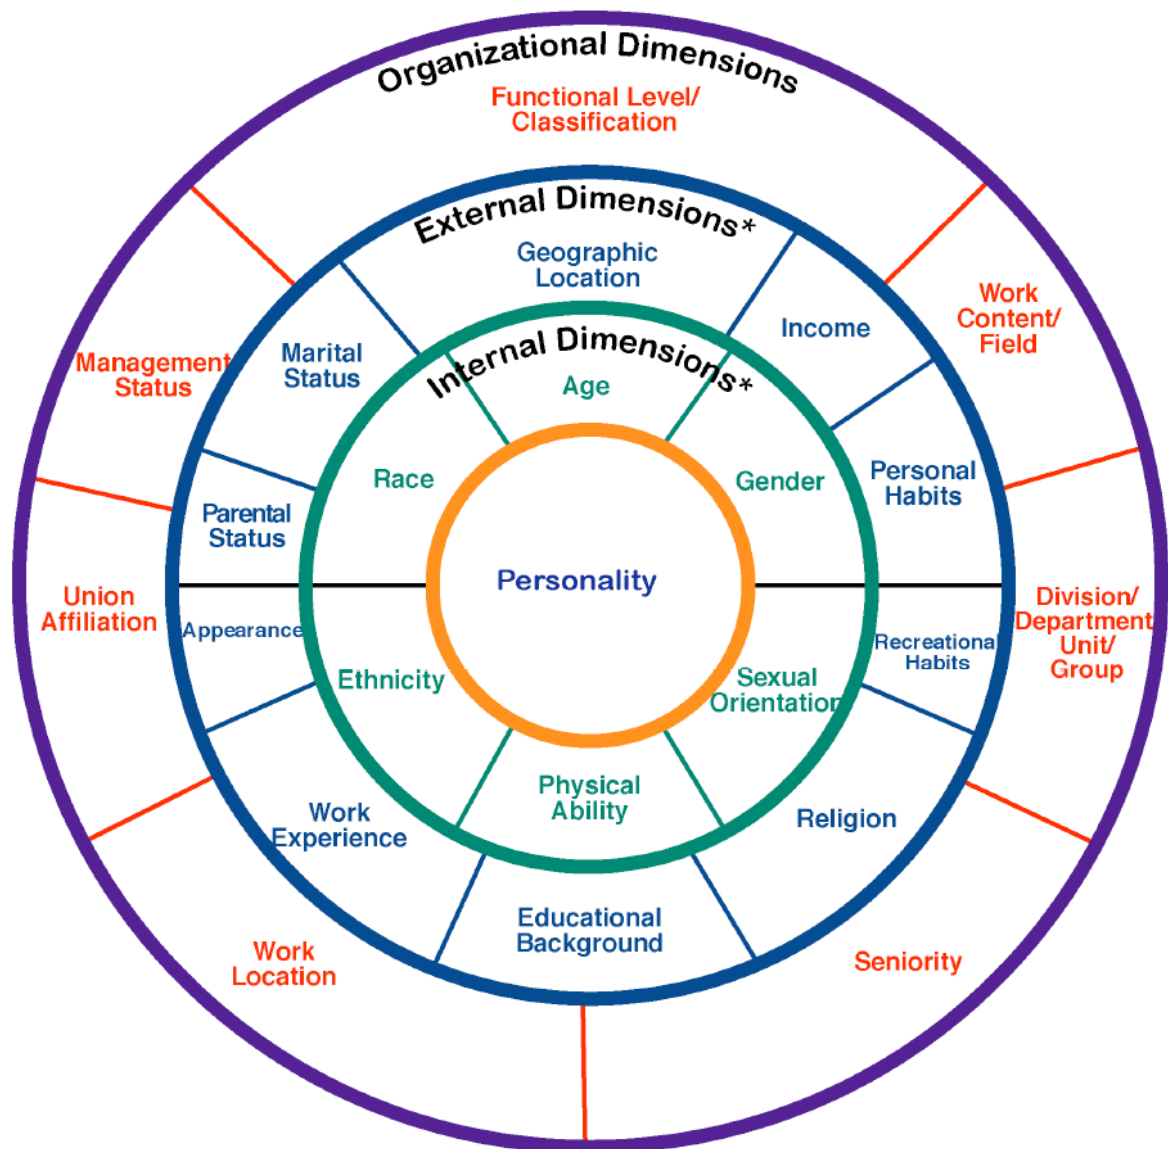 Organizational Dimensions
Functional Level/
Classification
External Dimensions*
Geographic
Location
Income
Work
Content/
Field
Internal Dimensions*
Age
Marital
Status
Management
Status
Race
Gender
Personal
Habits
Parental
Status
Personality
Union
Affiliation
Appearance
Division/
Department
Unit/
Group
Recreational
Habits
Ethnicity
Sexual
Orientation
Physical
Ability
Work
Experience
Religion
Educational
Background
Work
Location
Seniority